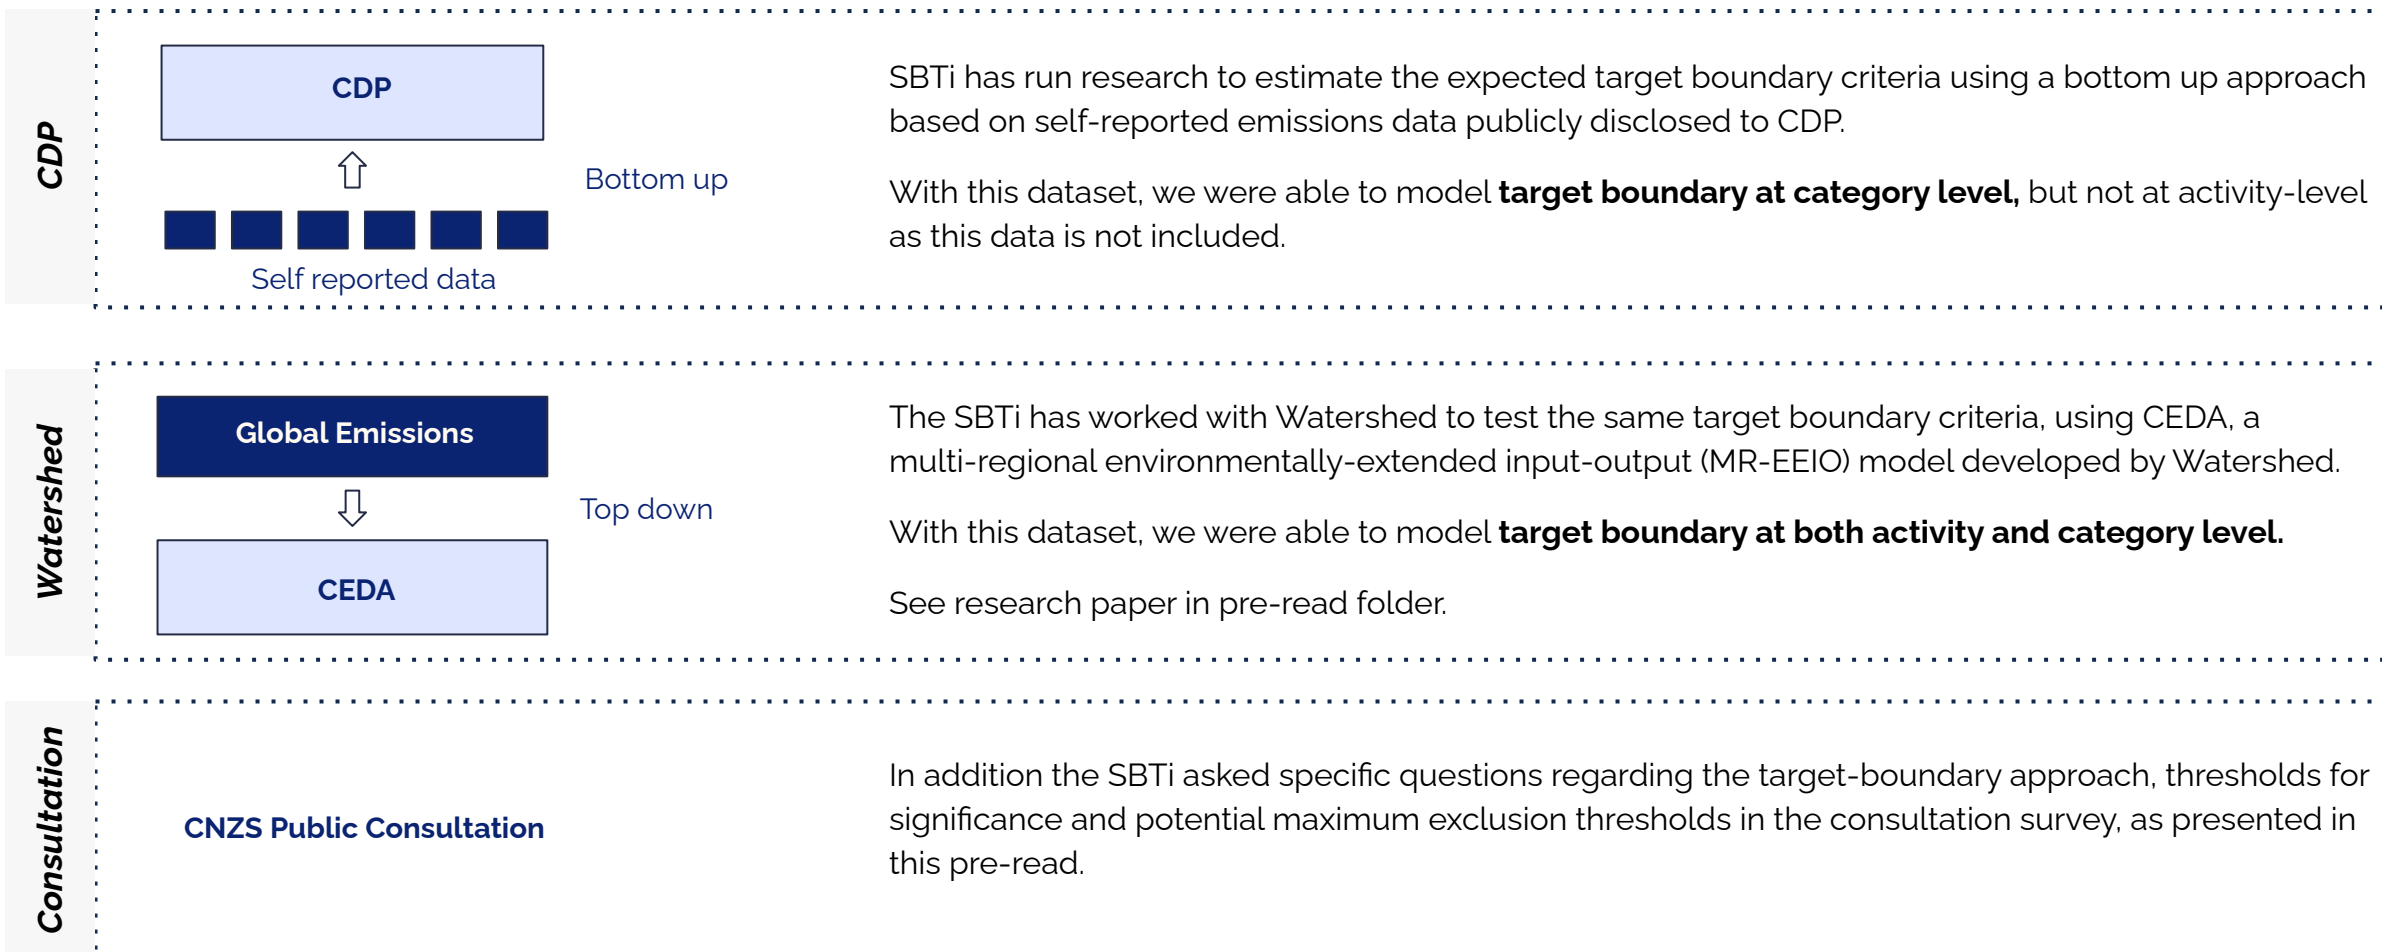 CDP
CDP
Bottom up
Self reported data
SBTi has run research to estimate the expected target boundary criteria using a bottom up approach
based on self-reported emissions data publicly disclosed to CDP.
With this dataset, we were able to model target boundary at category level, but not at activity-level
as this data is not included.
Watershed
Global Emissions
Top down
CEDA
The SBTi has worked with Watershed to test the same target boundary criteria, using CEDA, a
multi-regional environmentally-extended input-output (MR-EEIO) model developed by Watershed.
With this dataset, we were able to model target boundary at both activity and category level.
See research paper in pre-read folder.
Consultation
CNZS Public Consultation
In addition the SBTi asked specific questions regarding the target-boundary approach, thresholds for
significance and potential maximum exclusion thresholds in the consultation survey, as presented in
this pre-read.